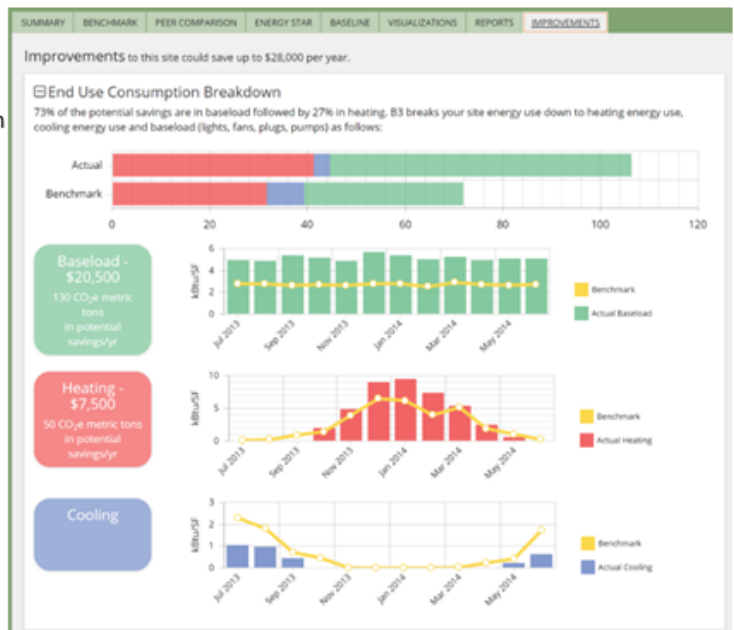 SUMMARY BENCHMARK PEER COMPARISON ENERGY STAR BASELINE VISUALIZATIONS REPORTS IMPROVEMENTS
Improvements to this site could save up to $28,000 per year.
End Use Consumption Breakdown
73% of the potential savings are in baseload followed by 27% in heating. B3 breaks your site energy use down to heating energy use,
cooling energy use and baseload (lights, fans, plugs, pumps) as follows:
Actual
Benchmark
0 20 40 60 80 100 120
Baseload -
$20,500
130 CO₂e metric
tons
in potential
savings/yr
kBtu/SF
6
4
2
0
Jul 2013 Sep 2013 Nov 2013 Jan 2014 Mar 2014 May 2014
Benchmark
Actual Baseload
Heating -
$7,500
50 CO₂e metric tons
in potential
savings/yr
kBtu/SF
10
5
0
Jul 2013 Sep 2013 Nov 2013 Jan 2014 Mar 2014 May 2014
Benchmark
Actual Heating
Cooling
kBtu/SF
3
2
1
0
Jul 2013 Sep 2013 Nov 2013 Jan 2014 Mar 2014 May 2014
Benchmark
Actual Cooling